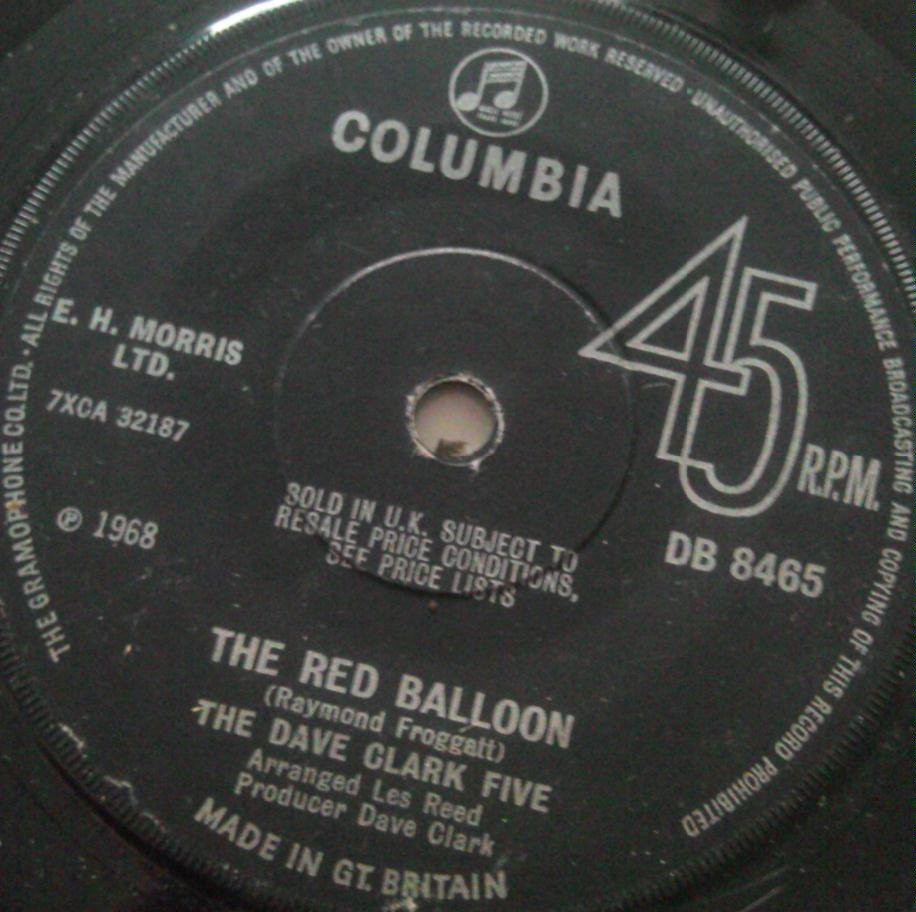 THE GRAMOPHONE CO. LTD. · ALL RIGHTS OF THE MANUFACTURER AND OF THE OWNER OF THE RECORDED WORK RESERVED · UNAUTHORISED PUBLIC PERFORMANCE BROADCASTING AND COPYING OF THIS RECORD PROHIBITED
COLUMBIA
45
R.P.M.
E. H. MORRIS
LTD.
7XCA 32187
℗ 1968
SOLD IN U.K. SUBJECT TO
RESALE PRICE CONDITIONS,
SEE PRICE LISTS
DB 8465
THE RED BALLOON
(Raymond Froggatt)
THE DAVE CLARK FIVE
Arranged Les Reed
Producer Dave Clark
MADE IN GT. BRITAIN